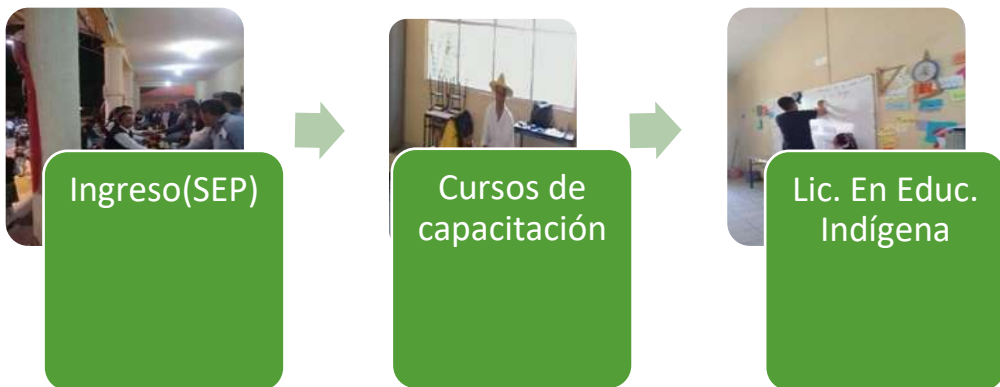 Ingreso(SEP)
Cursos de
capacitación
Lic. En Educ.
Indígena